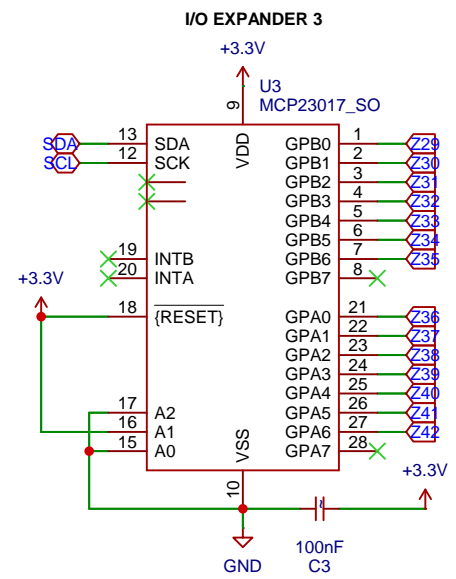 I/O EXPANDER 3
+3.3V
U3
MCP23017_SO
9
VDD
SDA 13 SDA
SCL 12 SCK
19 INTB
20 INTA
+3.3V
18 {RESET}
17 A2
16 A1
15 A0
GPB0 1 Z29
GPB1 2 Z30
GPB2 3 Z31
GPB3 4 Z32
GPB4 5 Z33
GPB5 6 Z34
GPB6 7 Z35
GPB7 8
GPA0 21 Z36
GPA1 22 Z37
GPA2 23 Z38
GPA3 24 Z39
GPA4 25 Z40
GPA5 26 Z41
GPA6 27 Z42
GPA7 28
VSS
10
+3.3V
GND
100nF
C3